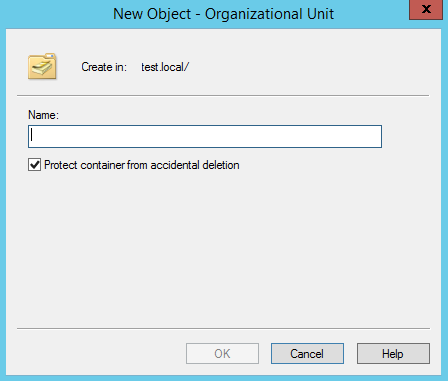 New Object - Organizational Unit
x
Create in: test.local/
Name:
Protect container from accidental deletion
OK Cancel Help